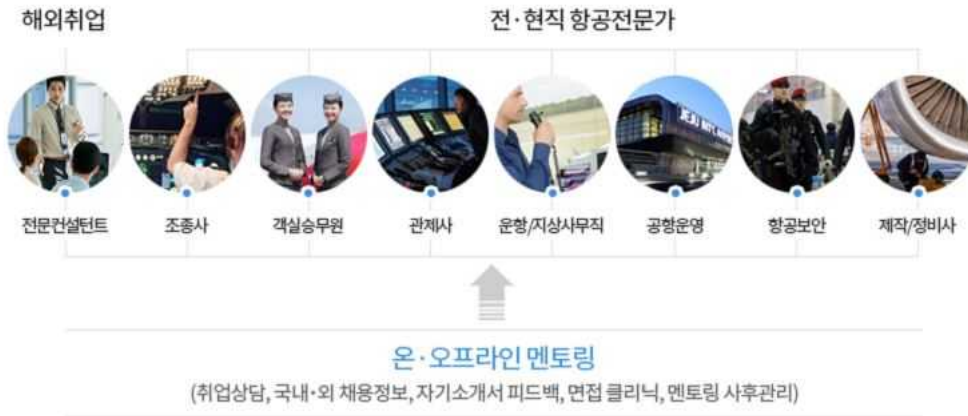 해외취업
전·현직 항공전문가
JEJU INT'L
전문컨설턴트
조종사
객실승무원
관제사
운항/지상사무직
공항운영
항공보안
제작/정비사
온·오프라인 멘토링
(취업상담, 국내·외 채용정보, 자기소개서 피드백, 면접 클리닉, 멘토링 사후관리)